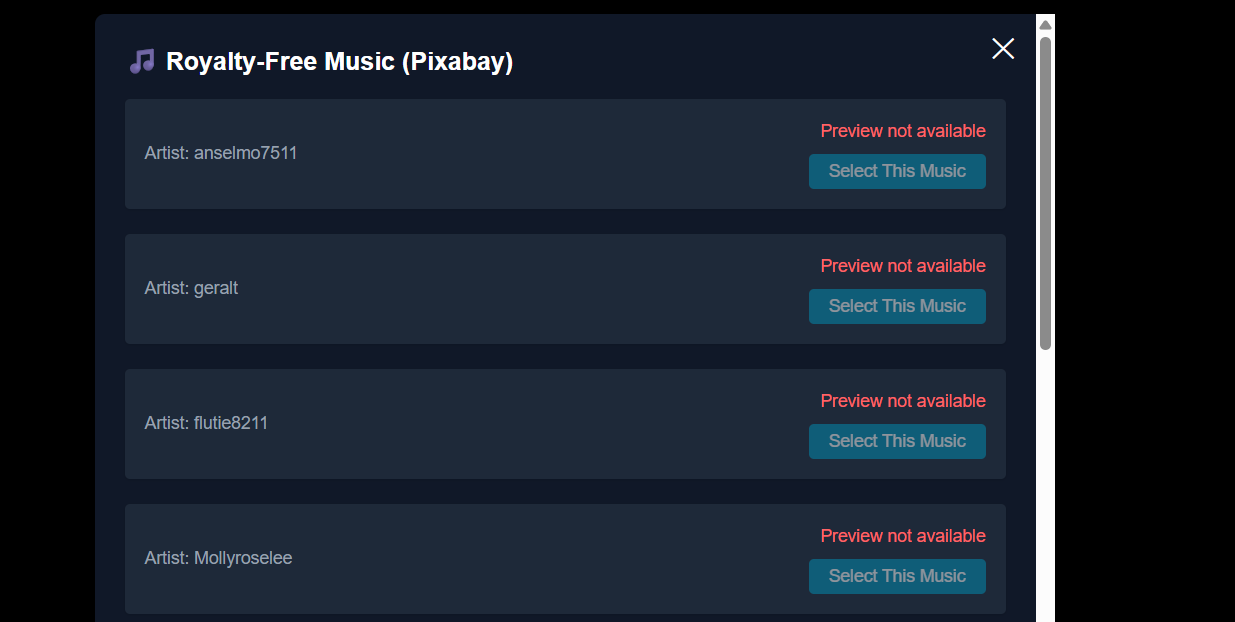 Royalty-Free Music (Pixabay)
Preview not available
Artist: anselmo7511
Select This Music
Preview not available
Artist: geralt
Select This Music
Preview not available
Artist: flutie8211
Select This Music
Preview not available
Artist: Mollyroselee
Select This Music